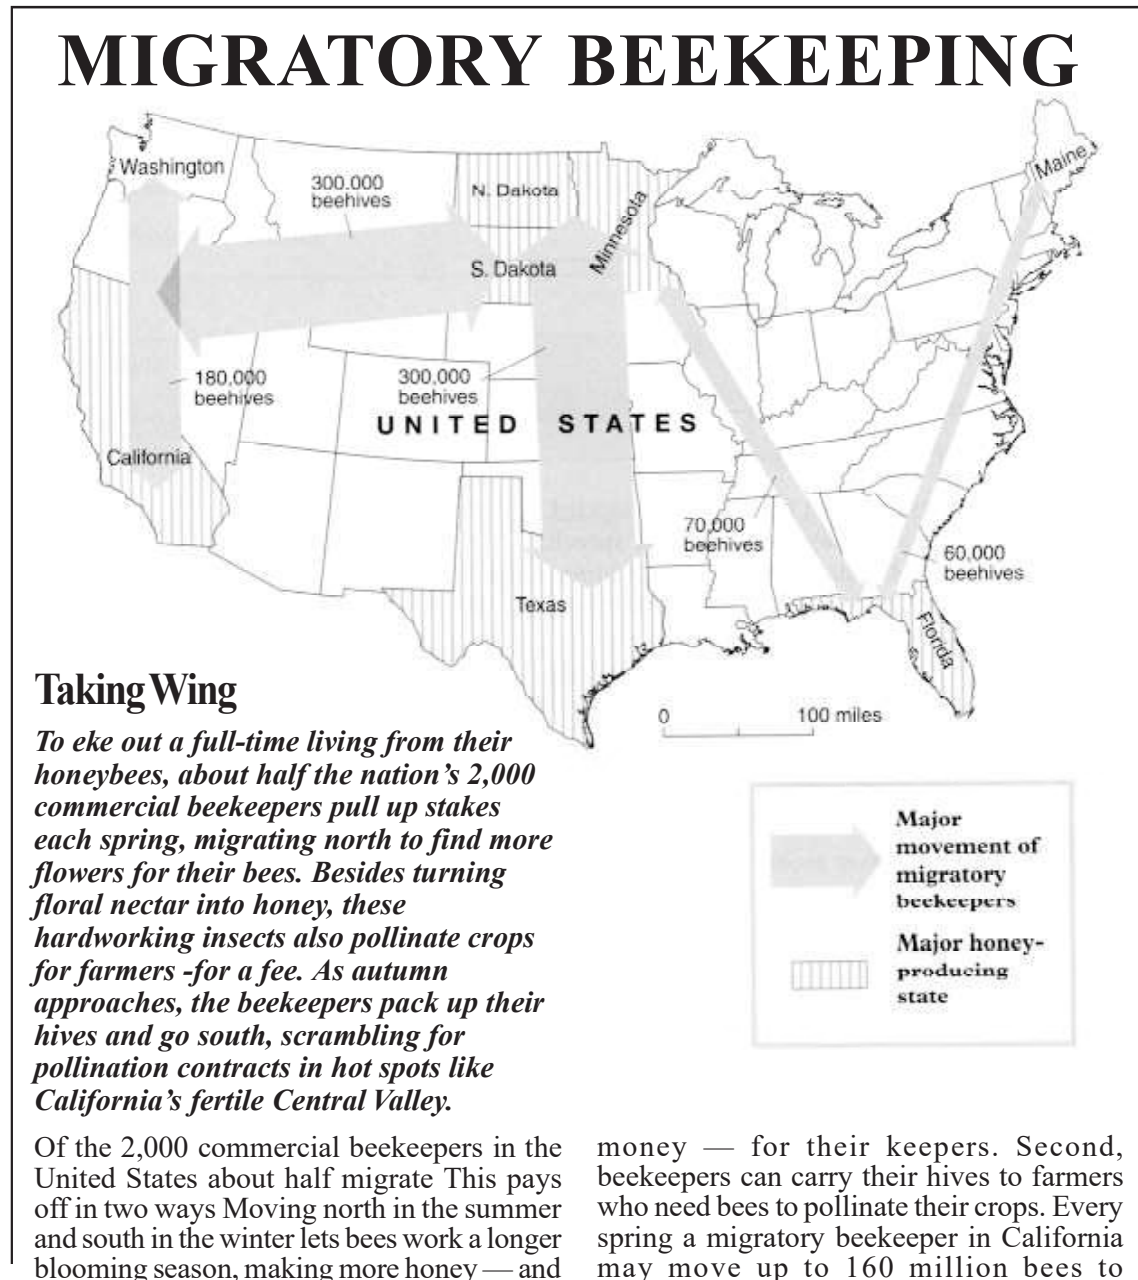 MIGRATORY BEEKEEPING
Washington
Maine
300.000
beehives
N. Dakota
Minnesota
S. Dakota
180,000
beehives
300,000
beehives
UNITED STATES
California
70,000
beehives
60,000
beehives
Texas
Florida
0 100 miles
Taking Wing
To eke out a full-time living from their
honeybees, about half the nation’s 2,000
commercial beekeepers pull up stakes
each spring, migrating north to find more
flowers for their bees. Besides turning
floral nectar into honey, these
hardworking insects also pollinate crops
for farmers -for a fee. As autumn
approaches, the beekeepers pack up their
hives and go south, scrambling for
pollination contracts in hot spots like
California’s fertile Central Valley.
Major
movement of
migratory
beekeepers
Major honey-
producing
state
Of the 2,000 commercial beekeepers in the
United States about half migrate This pays
off in two ways Moving north in the summer
and south in the winter lets bees work a longer
blooming season, making more honey — and
money — for their keepers. Second,
beekeepers can carry their hives to farmers
who need bees to pollinate their crops. Every
spring a migratory beekeeper in California
may move up to 160 million bees to